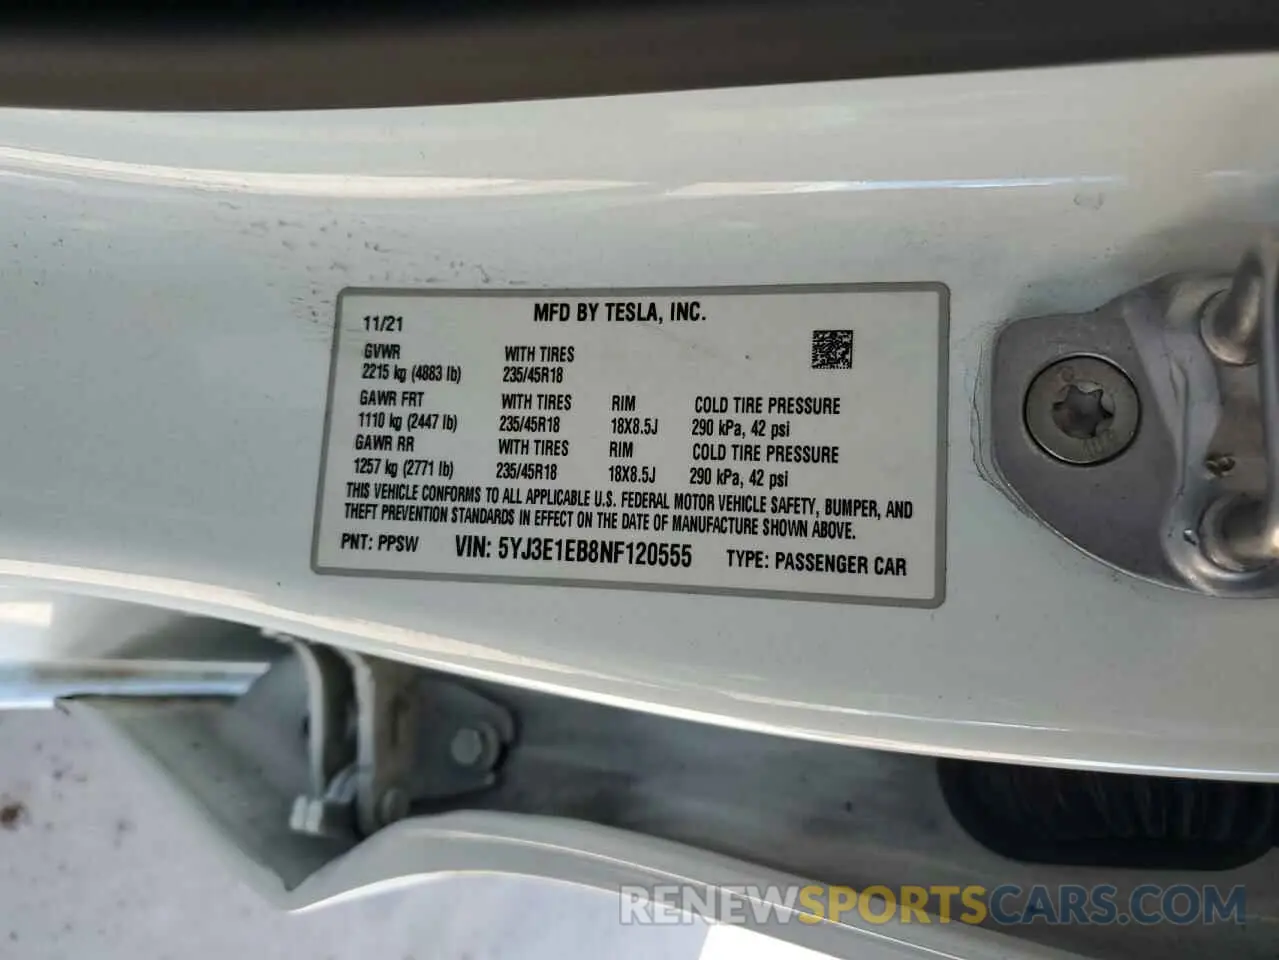 MFD BY TESLA, INC.
11/21
GVWR WITH TIRES
2215 kg (4883 lb) 235/45R18
GAWR FRT WITH TIRES RIM COLD TIRE PRESSURE
1110 kg (2447 lb) 235/45R18 18X8.5J 290 kPa, 42 psi
GAWR RR WITH TIRES RIM COLD TIRE PRESSURE
1257 kg (2771 lb) 235/45R18 18X8.5J 290 kPa, 42 psi
THIS VEHICLE CONFORMS TO ALL APPLICABLE U.S. FEDERAL MOTOR VEHICLE SAFETY, BUMPER, AND
THEFT PREVENTION STANDARDS IN EFFECT ON THE DATE OF MANUFACTURE SHOWN ABOVE.
PNT: PPSW VIN: 5YJ3E1EB8NF120555 TYPE: PASSENGER CAR
RENEWSPORTSCARS.COM